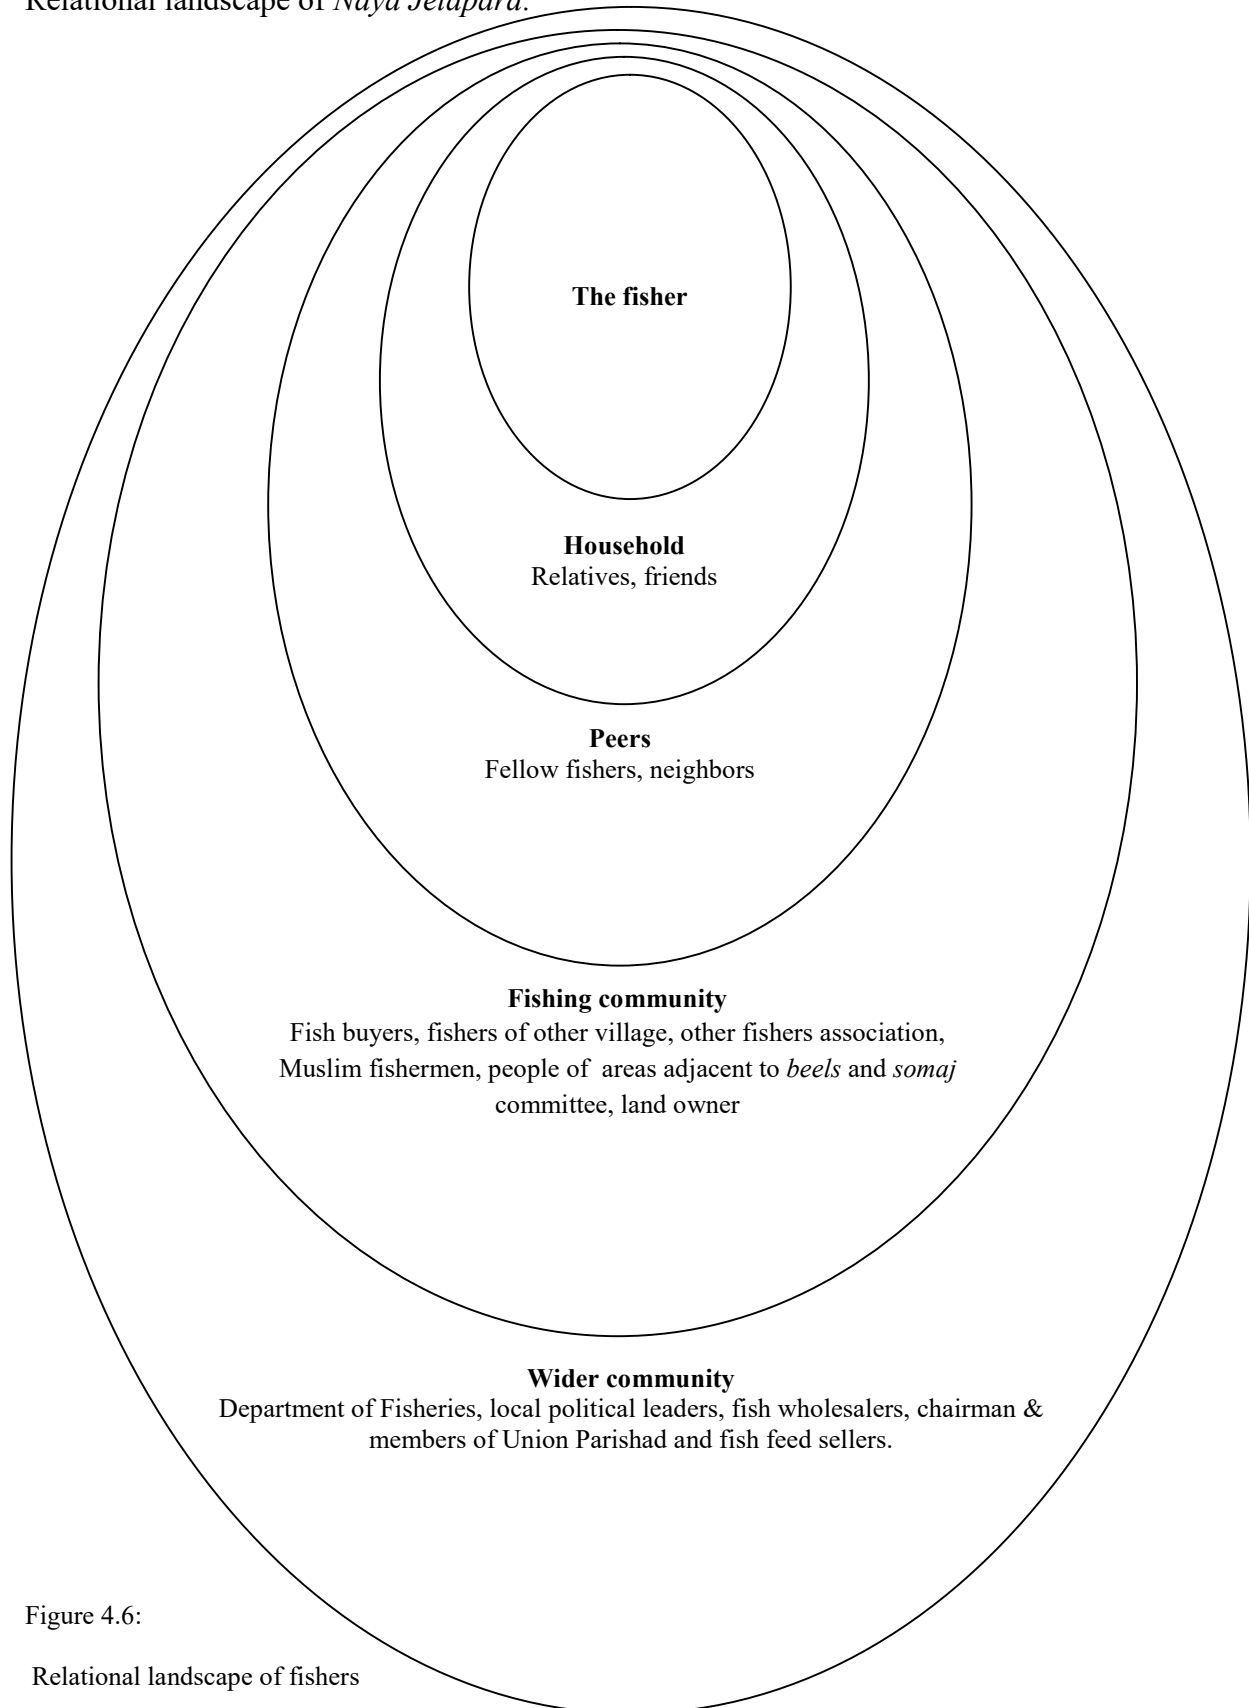 Relational landscape of Naya Jelapara.
The fisher
Household
Relatives, friends
Peers
Fellow fishers, neighbors
Fishing community
Fish buyers, fishers of other village, other fishers association,
Muslim fishermen, people of areas adjacent to beels and somaj
committee, land owner
Wider community
Department of Fisheries, local political leaders, fish wholesalers, chairman &
members of Union Parishad and fish feed sellers.
Figure 4.6:
Relational landscape of fishers